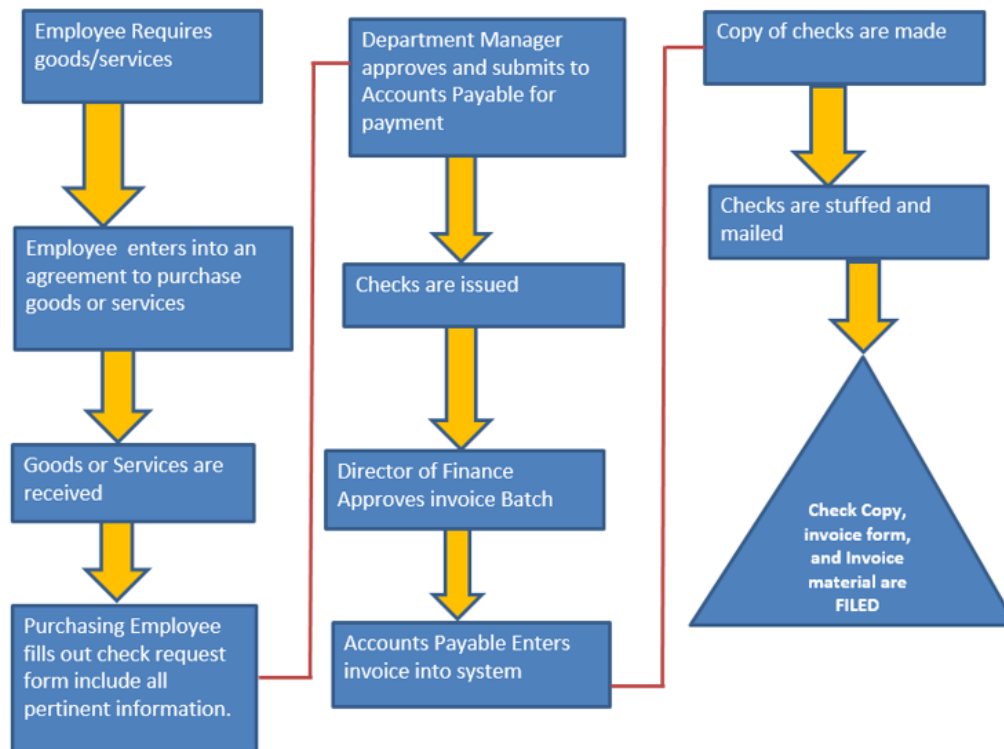 Employee Requires
goods/services
Employee enters into an
agreement to purchase
goods or services
Goods or Services are
received
Purchasing Employee
fills out check request
form include all
pertinent information.
Department Manager
approves and submits to
Accounts Payable for
payment
Checks are issued
Director of Finance
Approves invoice Batch
Accounts Payable Enters
invoice into system
Copy of checks are made
Checks are stuffed and
mailed
Check Copy,
invoice form,
and Invoice
material are
FILED